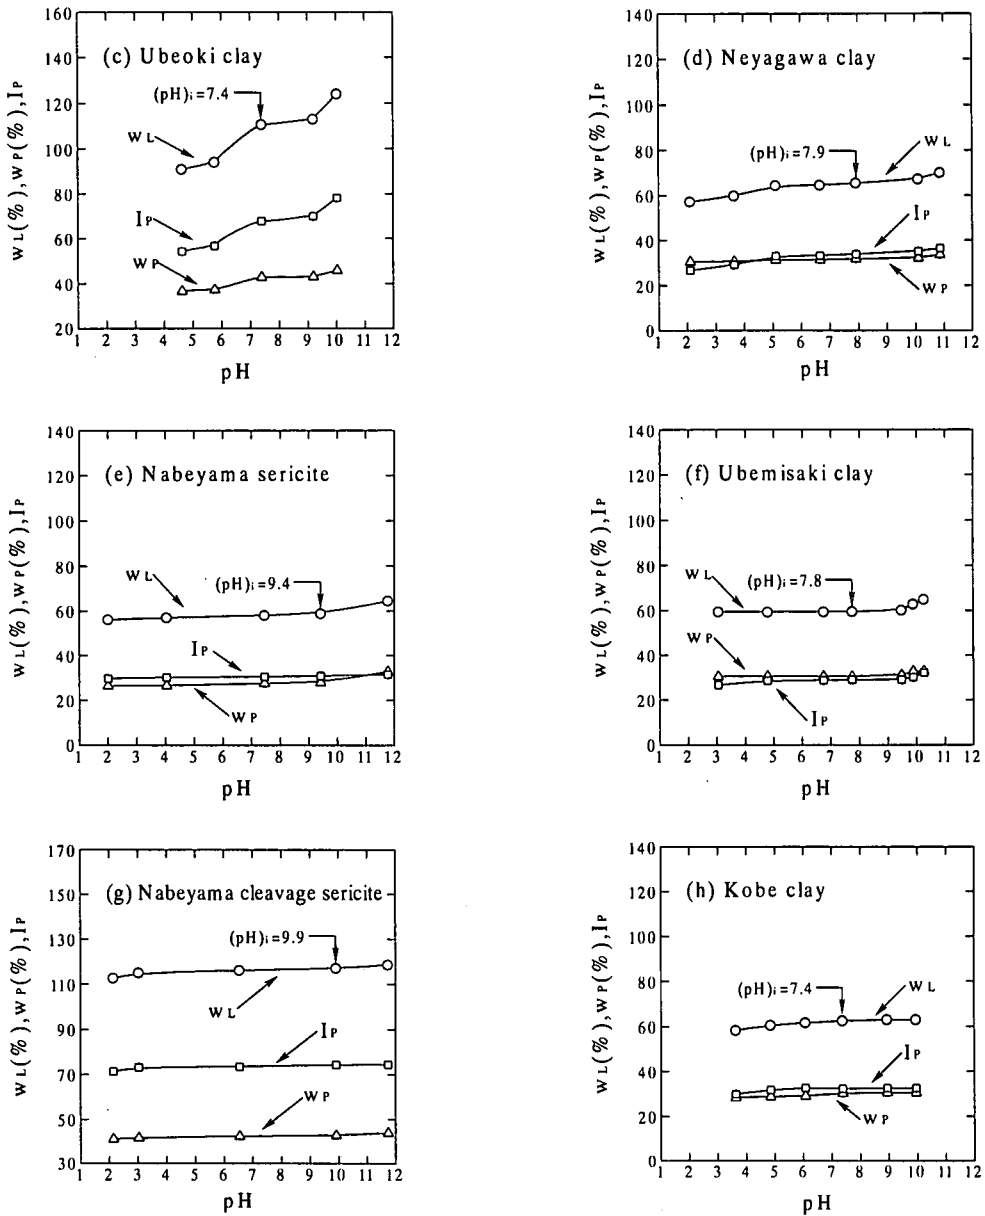 160
140
120
100
80
60
40
20
WL(%),WP(%),IP
(c) Ubeoki clay
(pH)i=7.4
WL
IP
WP
1 2 3 4 5 6 7 8 9 10 11 12
pH
140
120
100
80
60
40
20
0
WL(%),WP(%),IP
(d) Neyagawa clay
(pH)i=7.9
WL
IP
WP
1 2 3 4 5 6 7 8 9 10 11 12
pH
140
120
100
80
60
40
20
0
WL(%),WP(%),IP
(e) Nabeyama sericite
WL
(pH)i=9.4
IP
WP
1 2 3 4 5 6 7 8 9 10 11 12
pH
140
120
100
80
60
40
20
0
WL(%),WP(%),IP
(f) Ubemisaki clay
WL
(pH)i=7.8
WP
IP
1 2 3 4 5 6 7 8 9 10 11 12
pH
170
150
130
110
90
70
50
30
WL(%),WP(%),IP
(g) Nabeyama cleavage sericite
(pH)i=9.9
WL
IP
WP
1 2 3 4 5 6 7 8 9 10 11 12
pH
140
120
100
80
60
40
20
0
WL(%),WP(%),IP
(h) Kobe clay
(pH)i=7.4
WL
IP
WP
1 2 3 4 5 6 7 8 9 10 11 12
pH